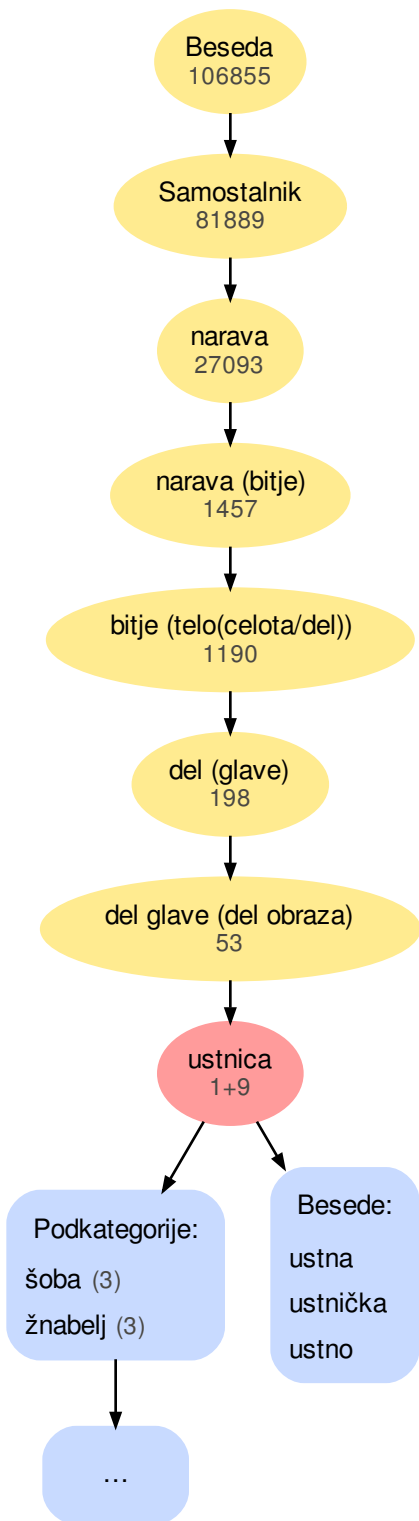 Beseda
106855
Samostalnik
81889
narava
27093
narava (bitje)
1457
bitje (telo(celota/del))
1190
del (glave)
198
del glave (del obraza)
53
ustnica
1+9
Podkategorije:
šoba (3)
žnabelj (3)
Besede:
ustna
ustnička
ustno
...